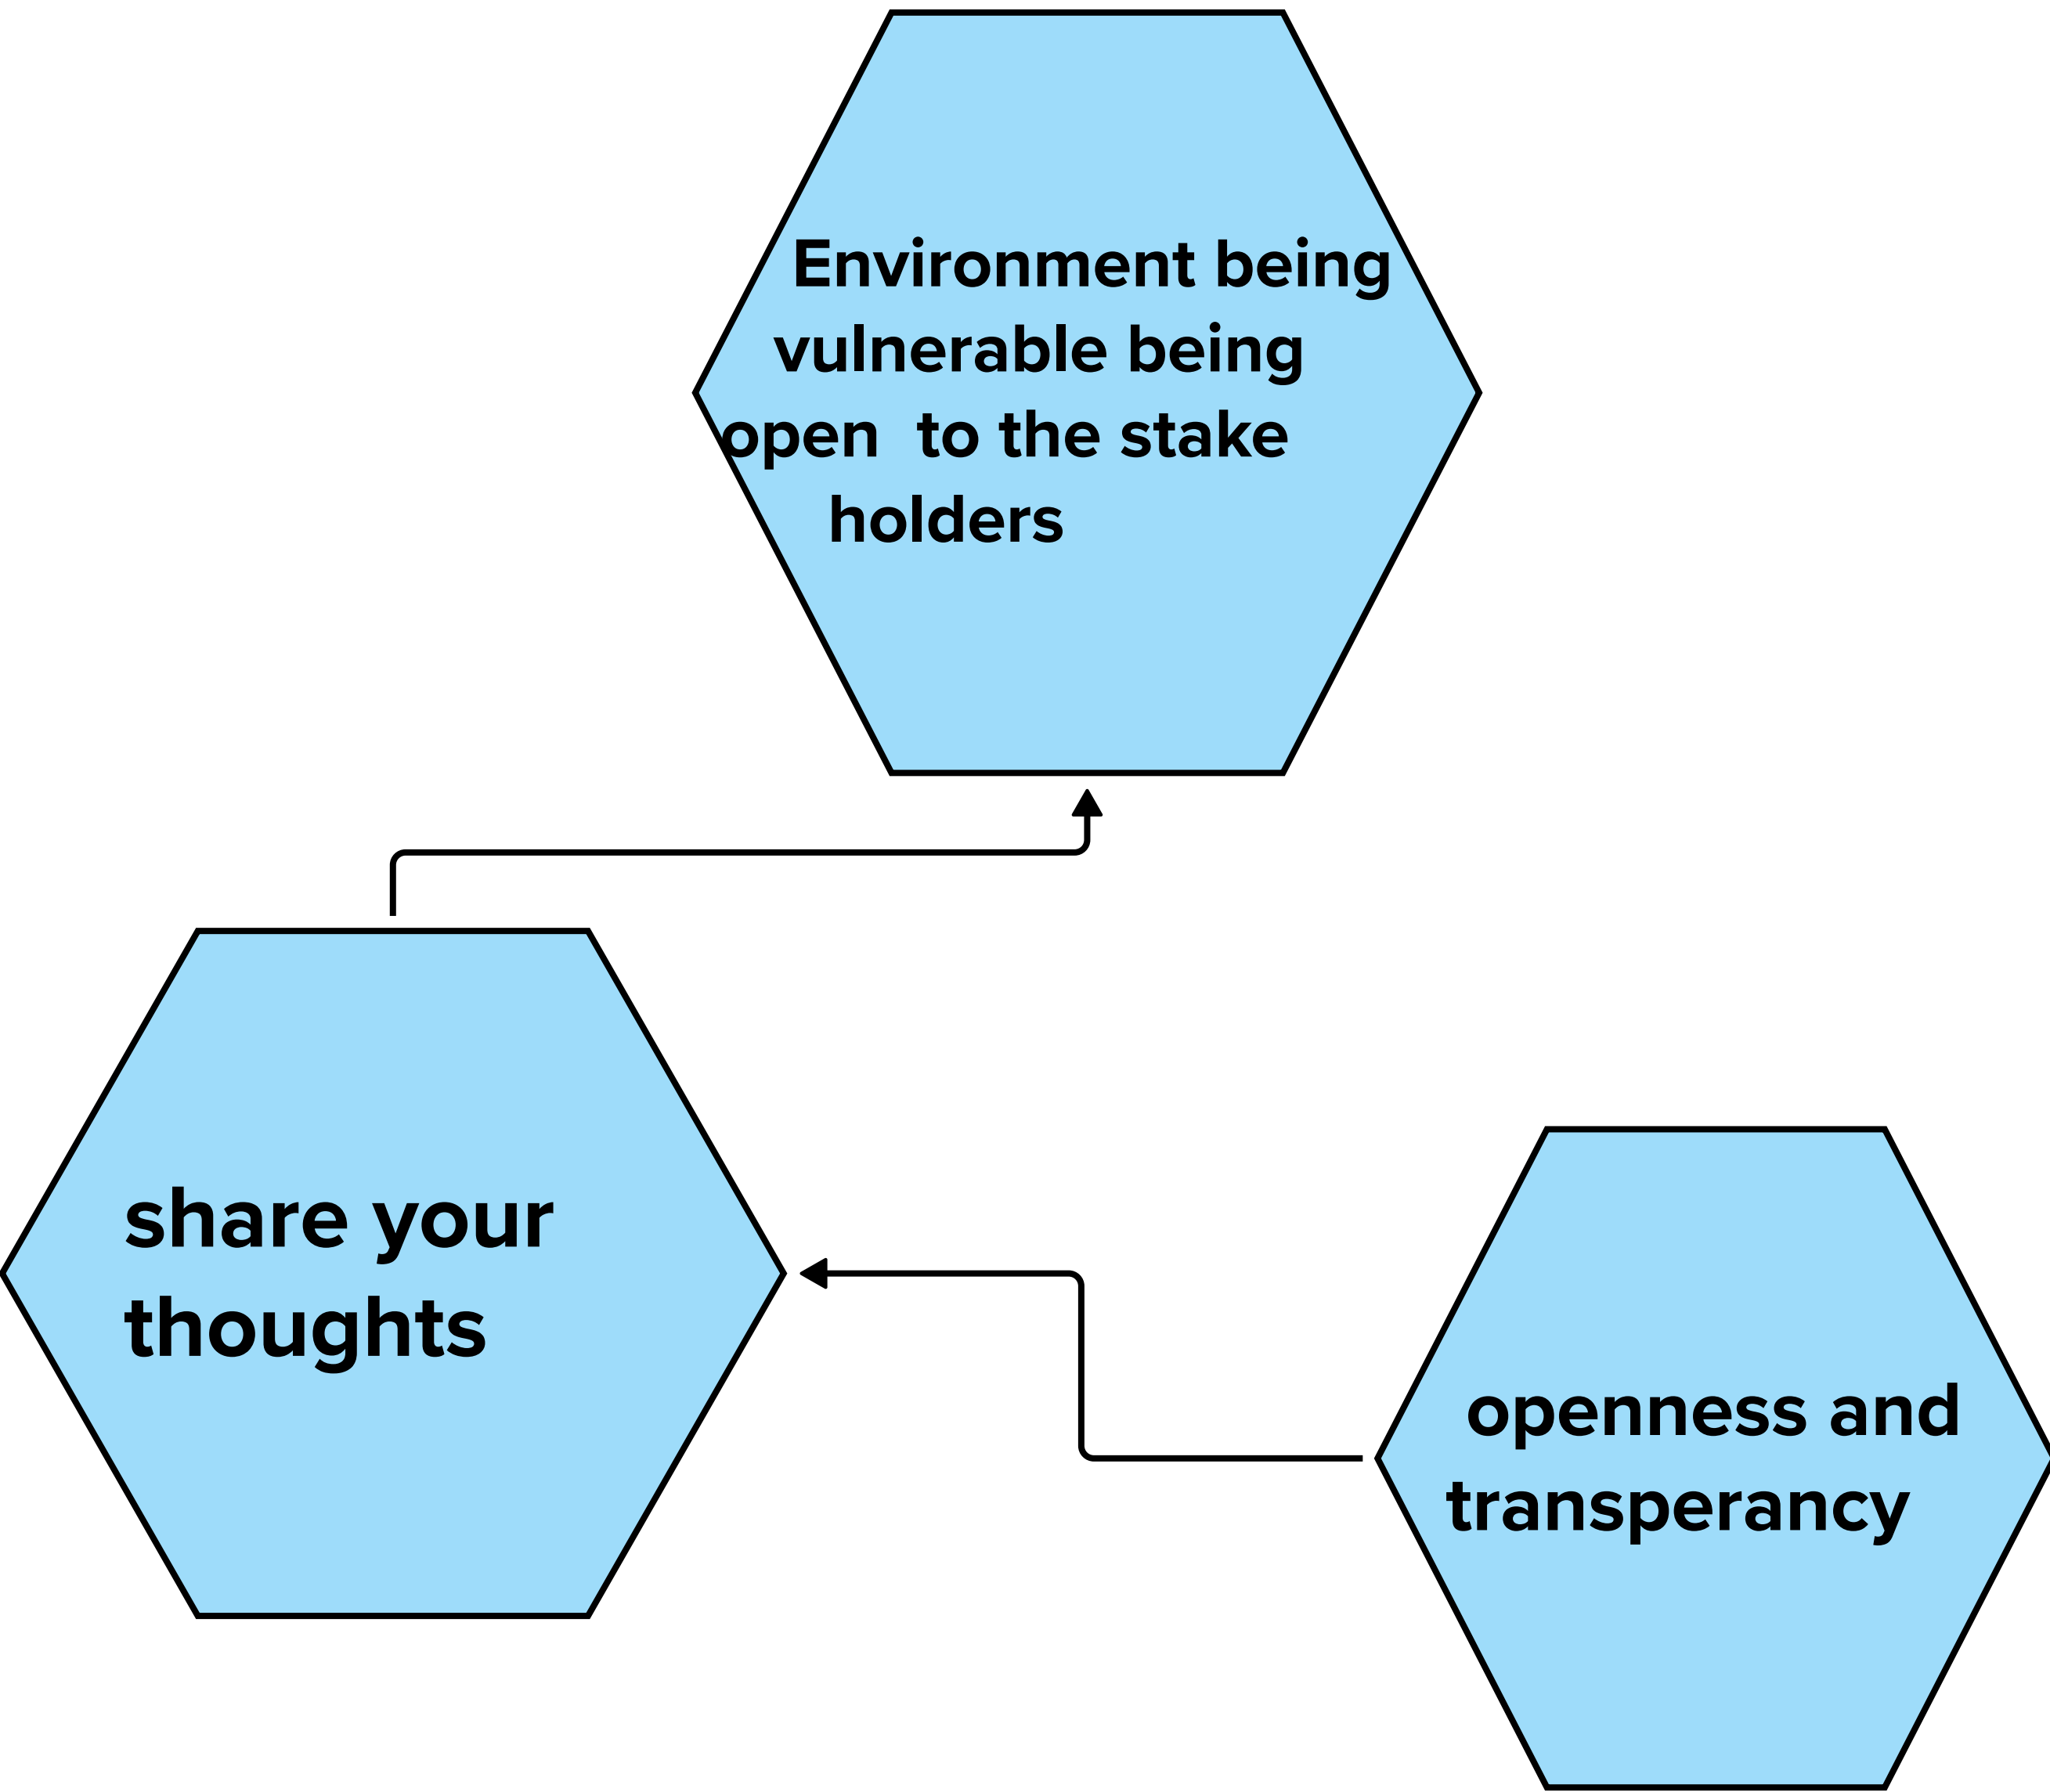 Environment being
vulnerable being
open  to the stake
holders
share your
thoughts
openness and
transperancy